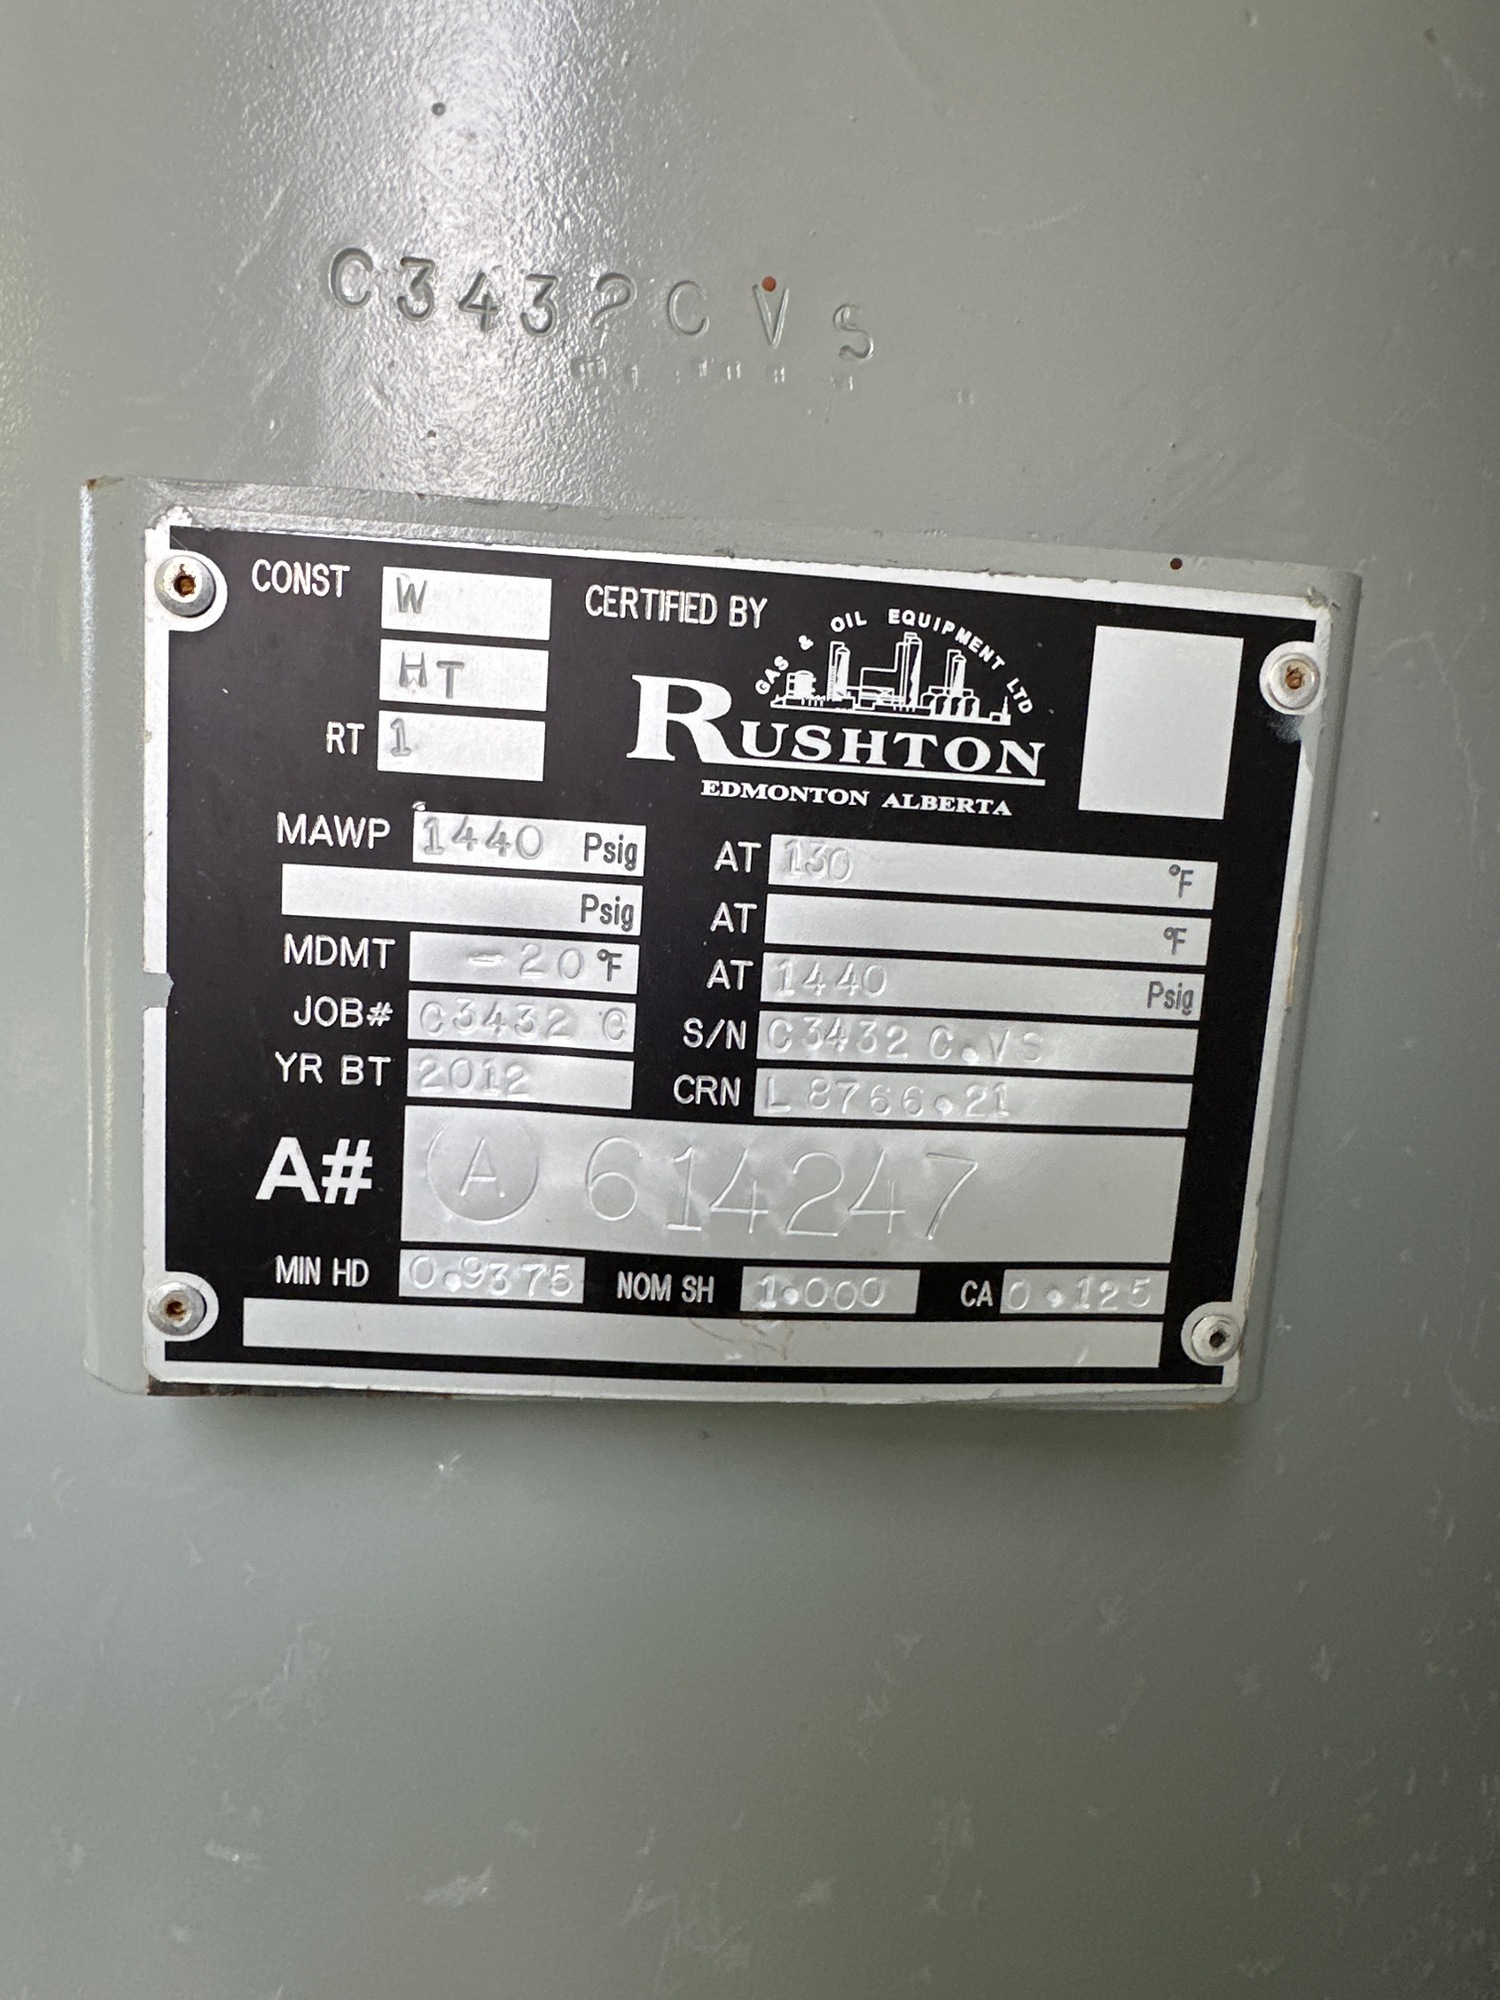 C3432CVS
CONST W
CERTIFIED BY
GAS & OIL EQUIPMENT LTD
HT
RUSHTON
RT 1
EDMONTON ALBERTA
MAWP 1440 Psig AT 130 °F
Psig AT °F
MDMT -20 °F AT 1440 Psig
JOB# C3432 C S/N C3432 C.VS
YR BT 2012 CRN L8766.21
A# A 614247
MIN HD 0.9375 NOM SH 1.000 CA 0.125